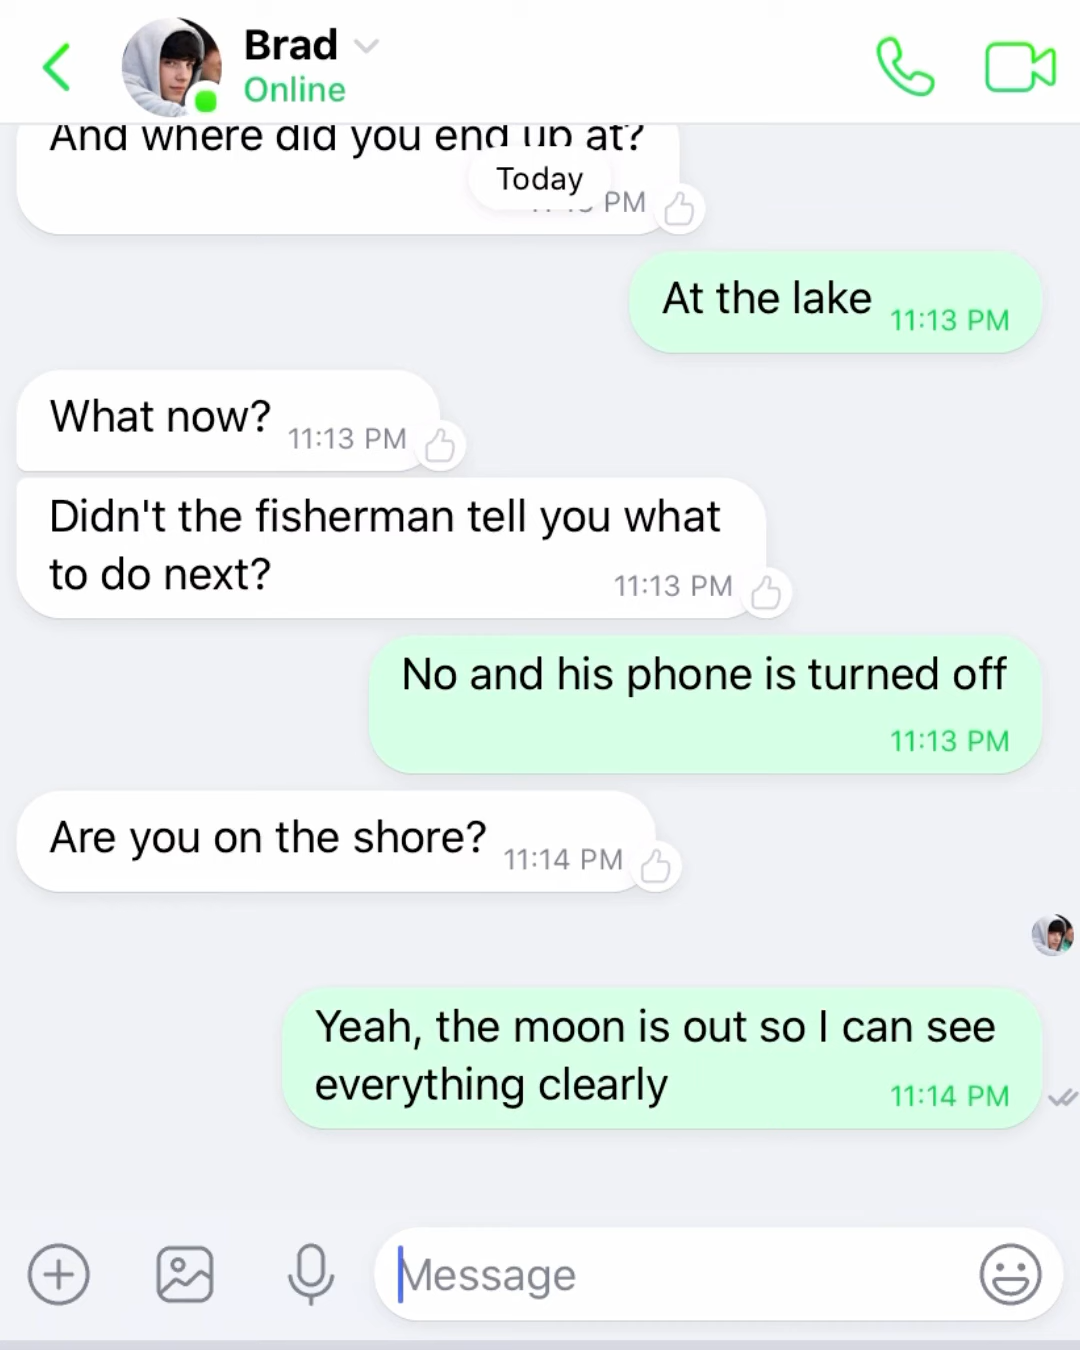 Brad
Online
And where did you end up at?
Today
PM
At the lake
11:13 PM
What now?
11:13 PM
Didn't the fisherman tell you what
to do next?
11:13 PM
No and his phone is turned off
11:13 PM
Are you on the shore?
11:14 PM
Yeah, the moon is out so I can see
everything clearly
11:14 PM
Message